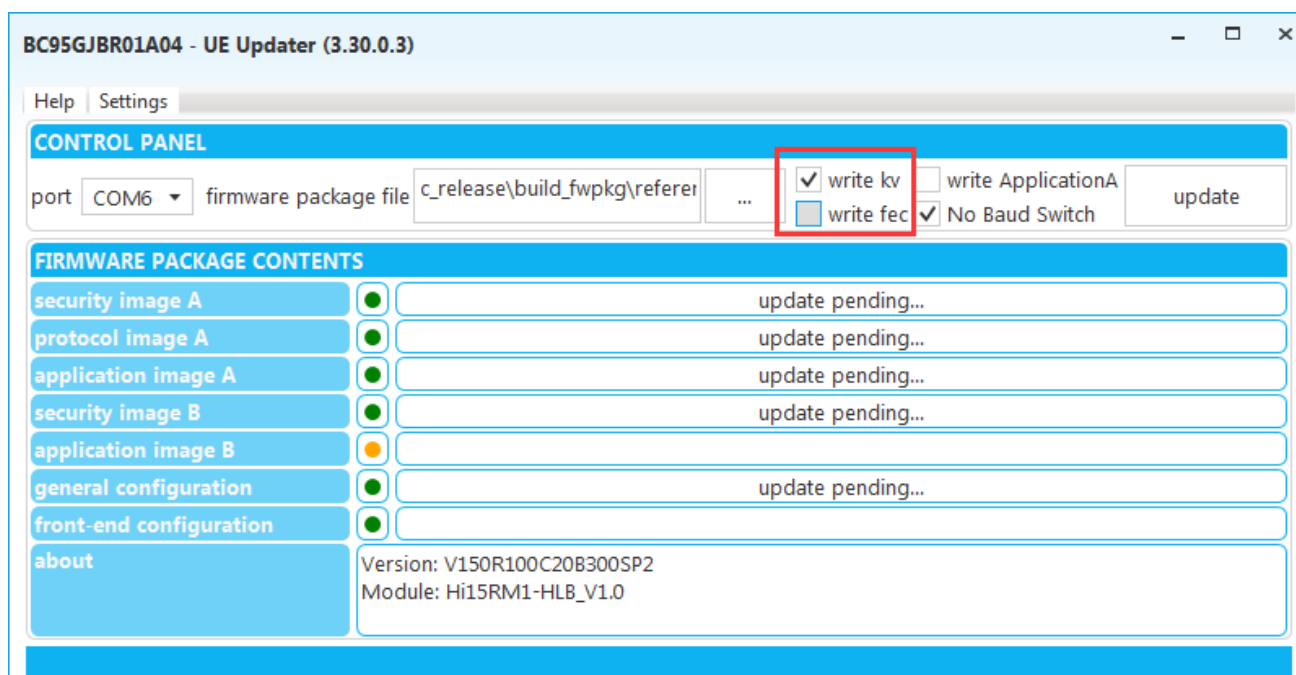 BC95GJBR01A04 - UE Updater (3.30.0.3)
Help Settings
CONTROL PANEL
port COM6 firmware package file c_release\build_fwpkg\referen ... write kv write ApplicationA update
write fec No Baud Switch
FIRMWARE PACKAGE CONTENTS
security image A update pending...
protocol image A update pending...
application image A update pending...
security image B update pending...
application image B
general configuration update pending...
front-end configuration
about Version: V150R100C20B300SP2
Module: Hi15RM1-HLB_V1.0